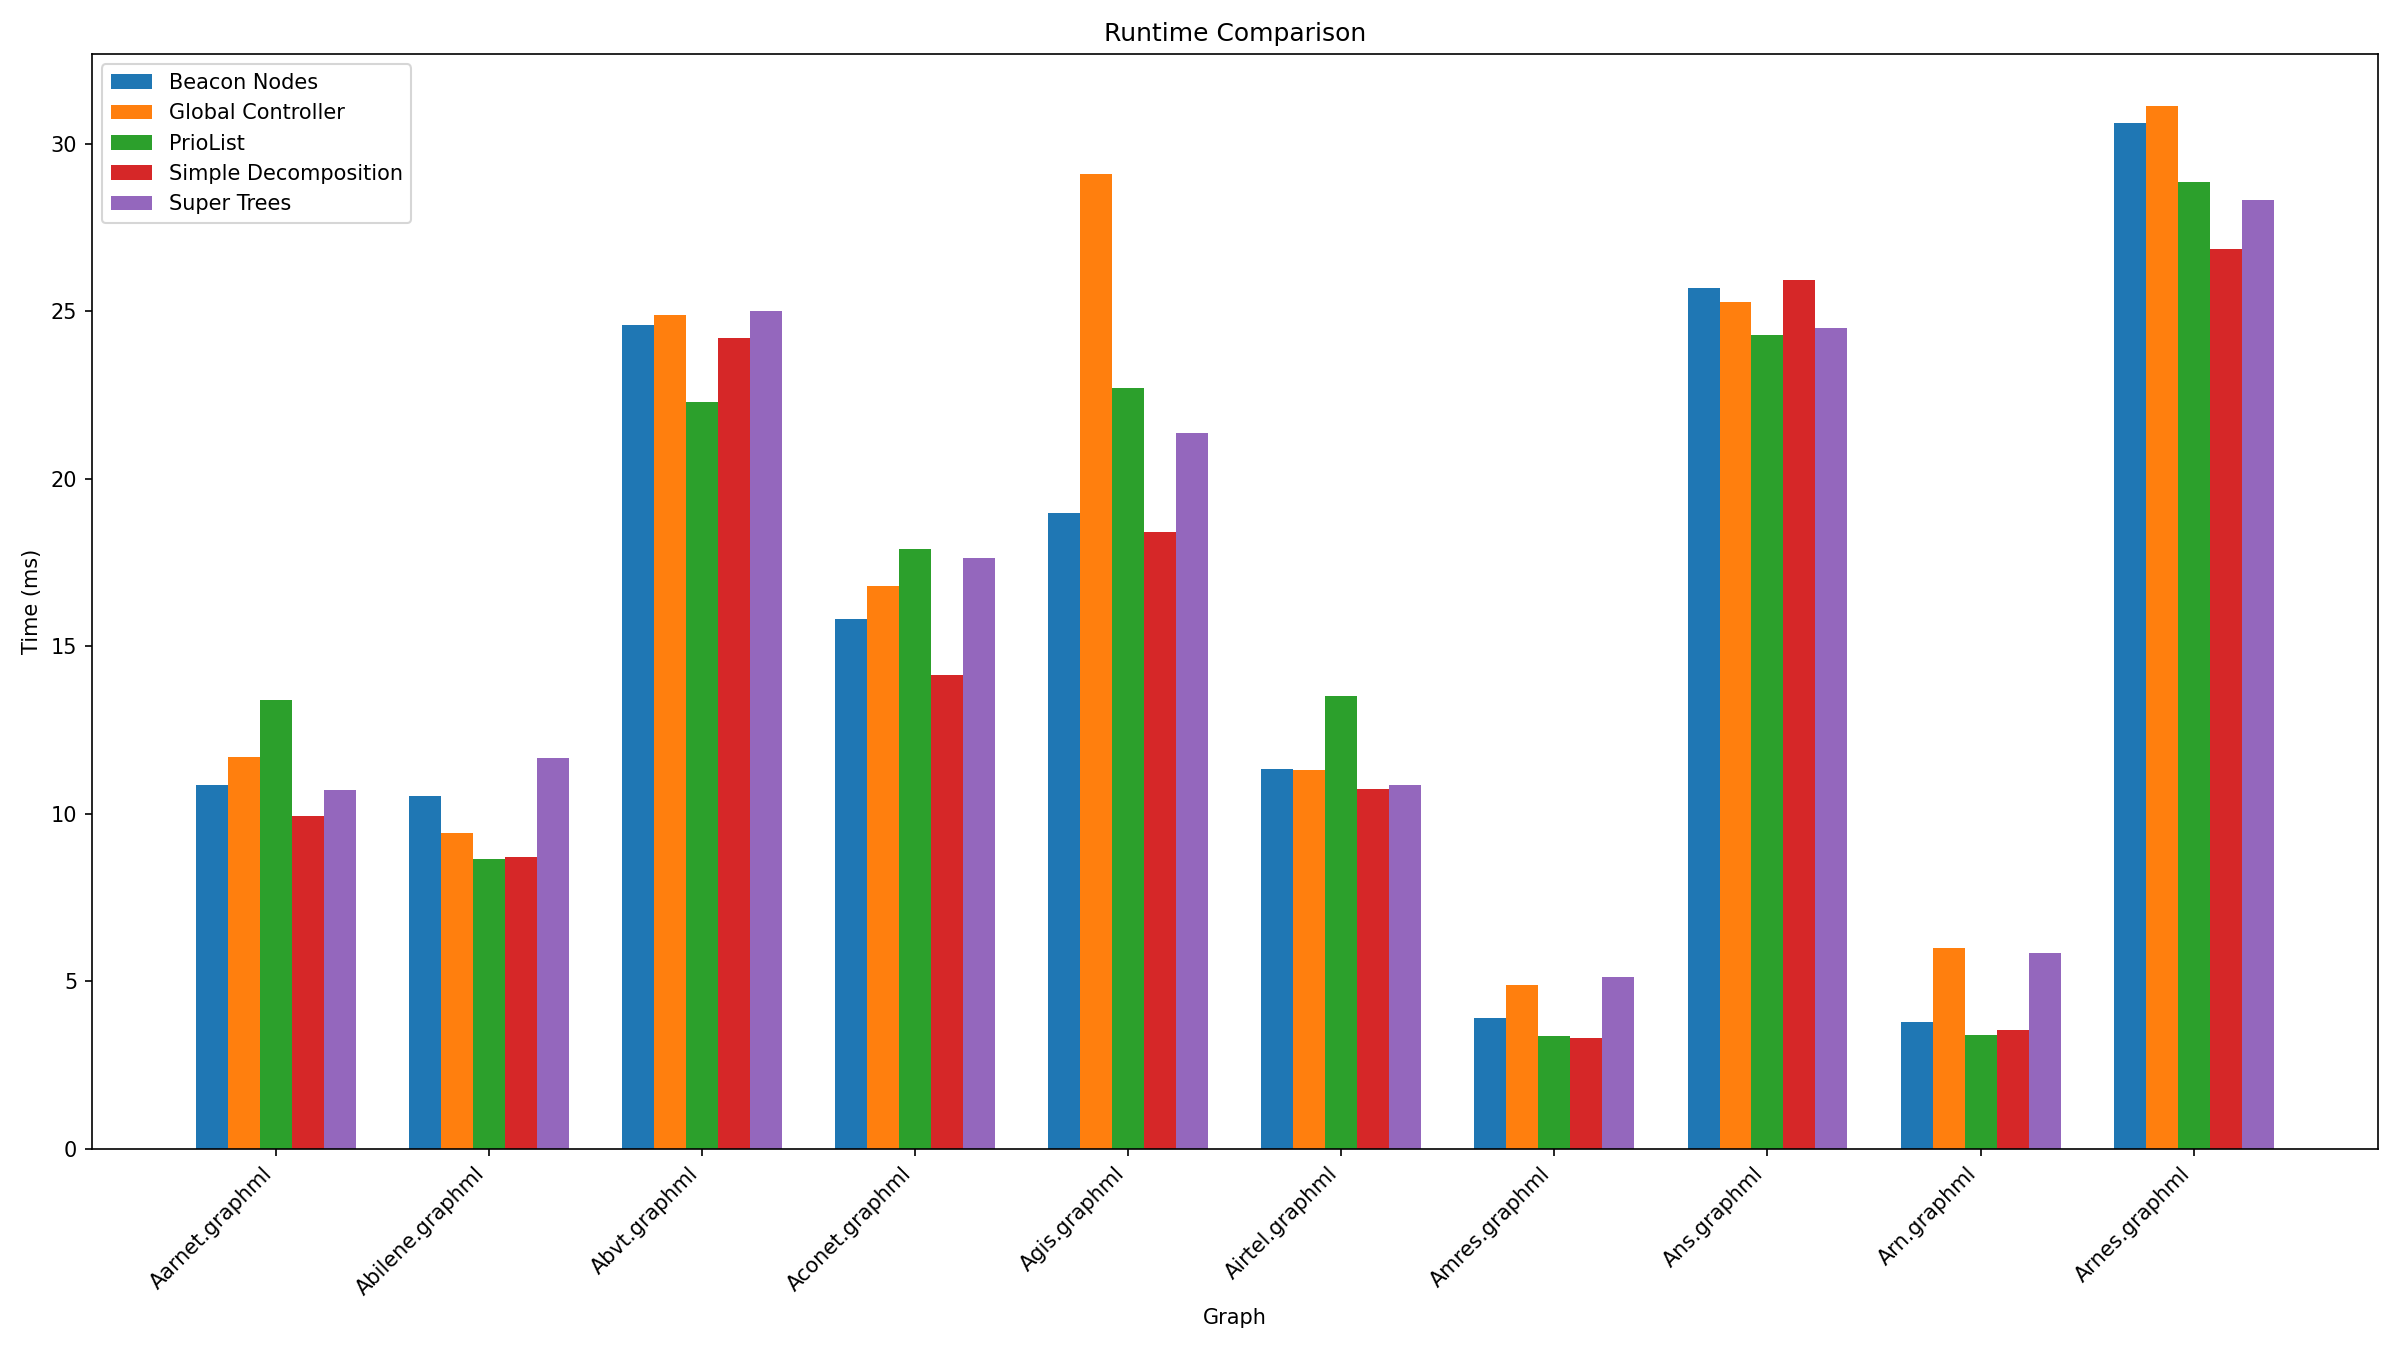 Runtime Comparison
Beacon Nodes
Global Controller
PrioList
Simple Decomposition
Super Trees
Time (ms)
30
25
20
15
10
5
0
Aarnet.graphml
Abilene.graphml
Abvt.graphml
Aconet.graphml
Agis.graphml
Airtel.graphml
Amres.graphml
Ans.graphml
Arn.graphml
Arnes.graphml
Graph